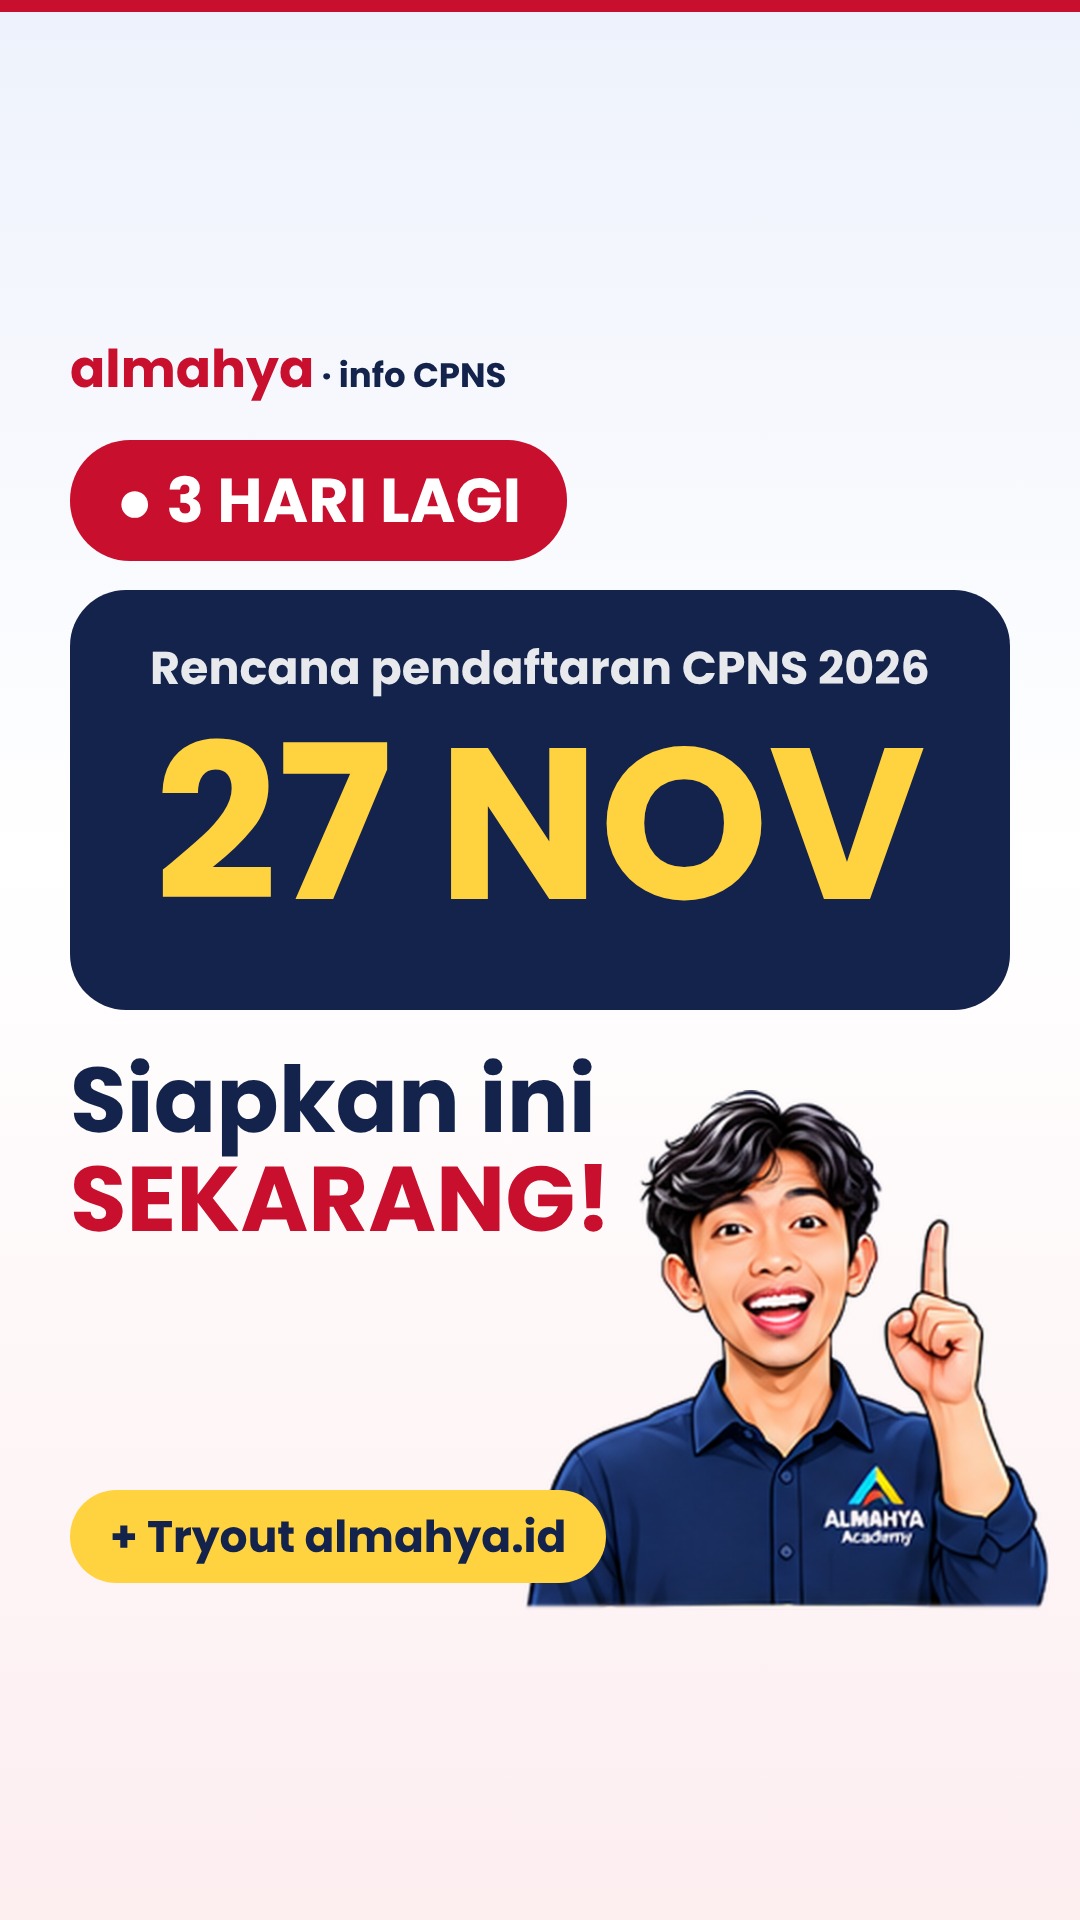 almahya · info CPNS
● 3 HARI LAGI
Rencana pendaftaran CPNS 2026
27 NOV
Siapkan ini
SEKARANG!
ALMAHYA
Academy
+ Tryout almahya.id